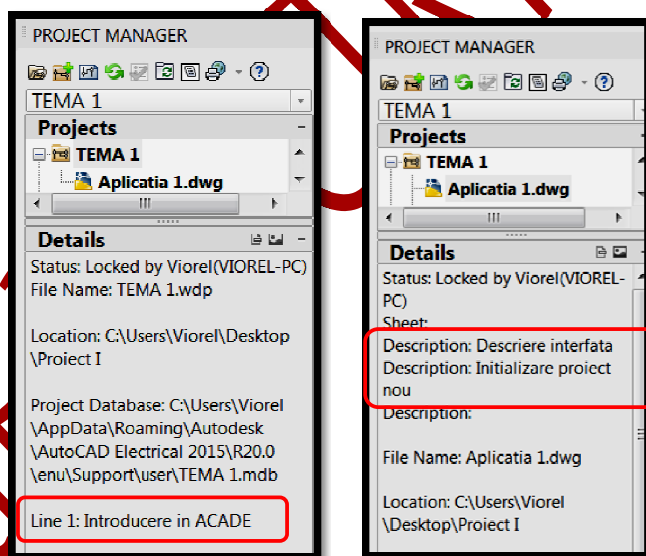 PROJECT MANAGER
TEMA 1
Projects
TEMA 1
Aplicatia 1.dwg
Details
Status: Locked by Viorel(VIOREL-PC)
File Name: TEMA 1.wdp
Location: C:\Users\Viorel\Desktop
\Proiect I
Project Database: C:\Users\Viorel
\AppData\Roaming\Autodesk
\AutoCAD Electrical 2015\R20.0
\enu\Support\user\TEMA 1.mdb
Line 1: Introducere in ACADE
PROJECT MANAGER
TEMA 1
Projects
TEMA 1
Aplicatia 1.dwg
Details
Status: Locked by Viorel(VIOREL-
PC)
Sheet:
Description: Descriere interfata
Description: Initializare proiect
nou
Description:
File Name: Aplicatia 1.dwg
Location: C:\Users\Viorel
\Desktop\Proiect I